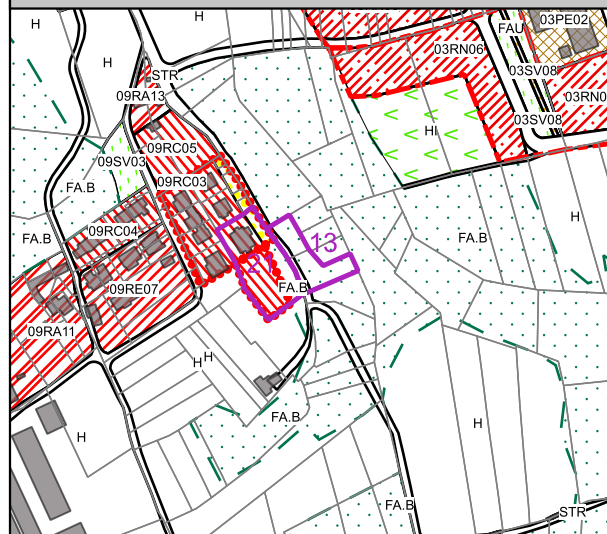 H
03PE02
FAU
03RN06
H
STR
03SV08
09RA13
03RN0
03SV08
HI
09RC05
09SV03
09RC03
FA.B
H
09RC04
FA.B
FA.B
13
21
FA.B
09RE07
09RA11
H
H
FA.B
H
H
FA.B
STR